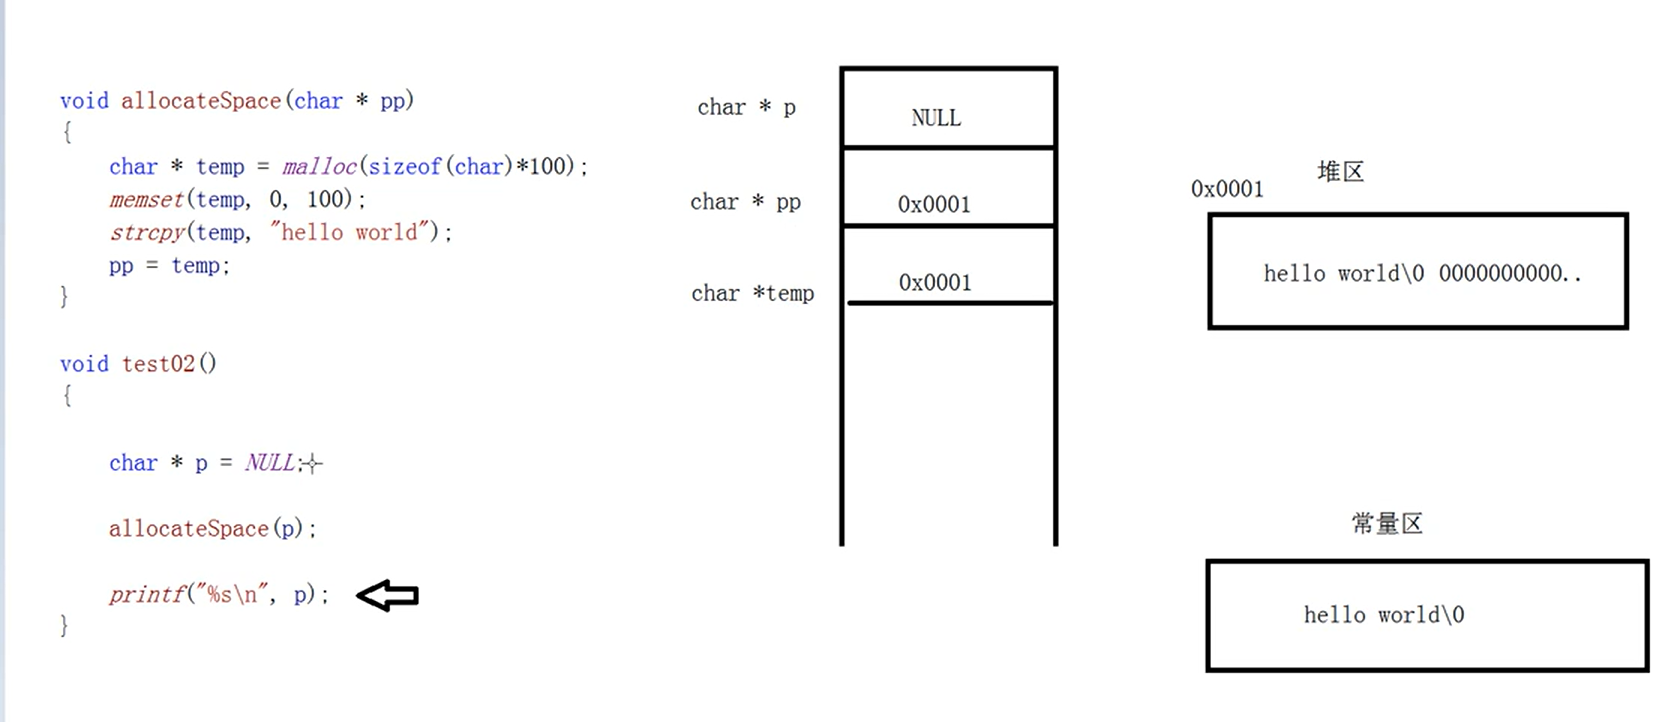 void allocateSpace(char * pp)
{
char * temp = malloc(sizeof(char)*100);
memset(temp, 0, 100);
strcpy(temp, "hello world");
pp = temp;
}
void test02()
{
char * p = NULL;
allocateSpace(p);
printf("%s\n", p);
}
char * p
NULL
char * pp
0x0001
char *temp
0x0001
堆区
0x0001
hello world\0 0000000000..
常量区
hello world\0